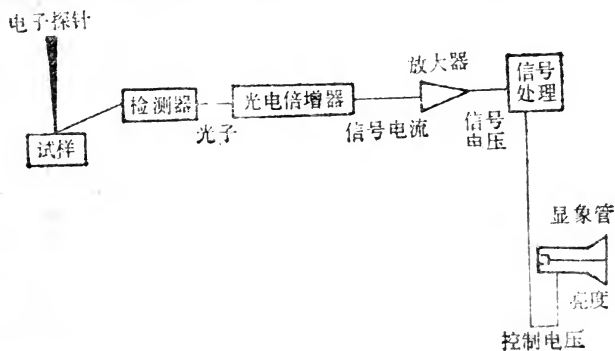 电子探针
试样
检测器
光子
光电倍增器
信号电流
放大器
信号
电压
信号
处理
显象管
亮度
控制电压